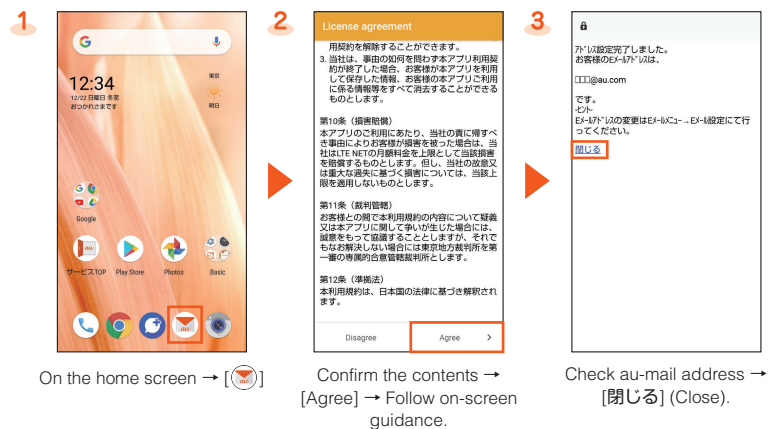 1
12:34
12/22 日曜日 冬至
おつかれさまです
東京
明日
Google
au
サービスTOP
Play Store
Photos
Basic
au
On the home screen → [au]
2
License agreement
用契約を解除することができます。
3. 当社は、事由の如何を問わず本アプリ利用契
約が終了した場合、お客様が本アプリを利用
して保存した情報、お客様の本アプリご利用
に係る情報等をすべて消去することができる
ものとします。
第10条（損害賠償）
本アプリのご利用にあたり、当社の責に帰すべ
き事由によりお客様が損害を被った場合は、当
社はLTE NETの月額料金を上限として当該損害
を賠償するものとします。但し、当社の故意又
は重大な過失に基づく損害については、当該上
限を適用しないものとします。
第11条（裁判管轄）
お客様との間で本利用規約の内容について疑義
又は本アプリに関して争いが生じた場合には、
誠意をもって協議することとしますが、それで
もなお解決しない場合には東京地方裁判所を第
一審の専属的合意管轄裁判所とします。
第12条（準拠法）
本利用規約は、日本国の法律に基づき解釈され
ます。
Disagree
Agree >
Confirm the contents →
[Agree] → Follow on-screen
guidance.
3
ｱﾄﾞﾚｽ設定完了しました。
お客様のEﾒｰﾙｱﾄﾞﾚｽは、
□□□@au.com
です。
-ﾋﾝﾄ-
Eﾒｰﾙｱﾄﾞﾚｽの変更はEﾒｰﾙﾒﾆｭｰ→Eﾒｰﾙ設定にて行
ってください。
閉じる
Check au-mail address →
[閉じる] (Close).